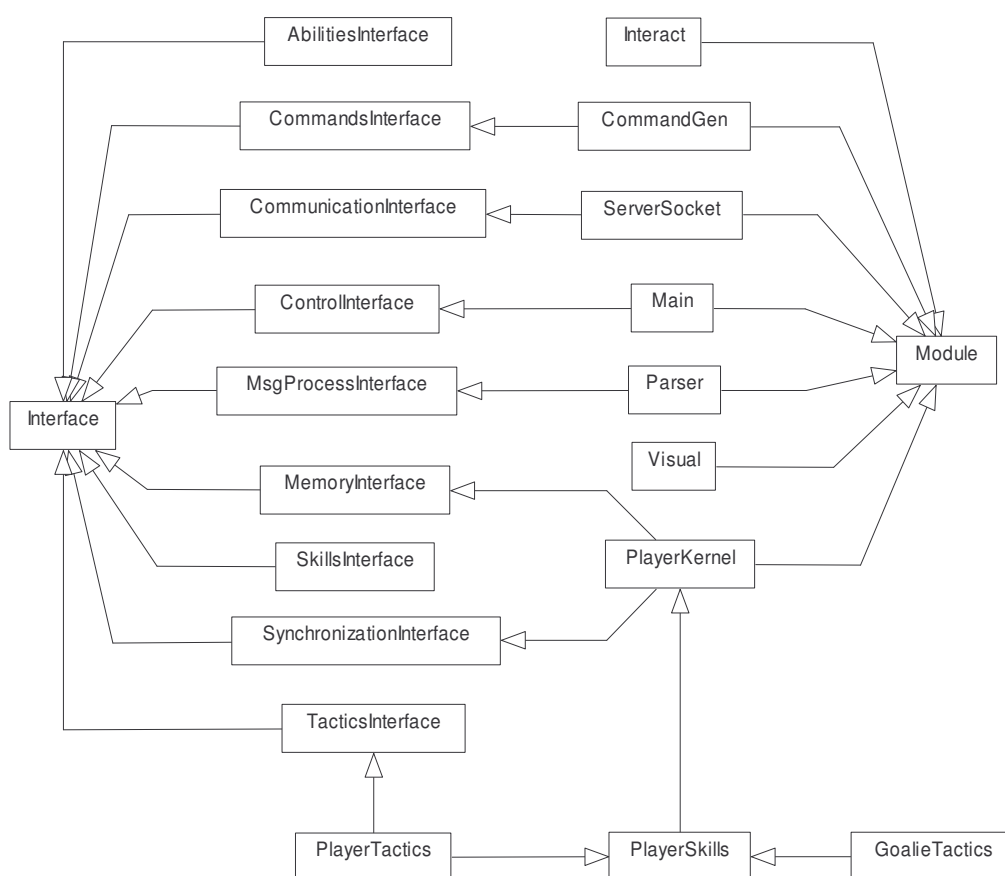 AbilitiesInterface
Interact
CommandsInterface
CommandGen
CommunicationInterface
ServerSocket
ControlInterface
Main
Module
MsgProcessInterface
Parser
Interface
Visual
MemoryInterface
SkillsInterface
PlayerKernel
SynchronizationInterface
TacticsInterface
PlayerTactics
PlayerSkills
GoalieTactics